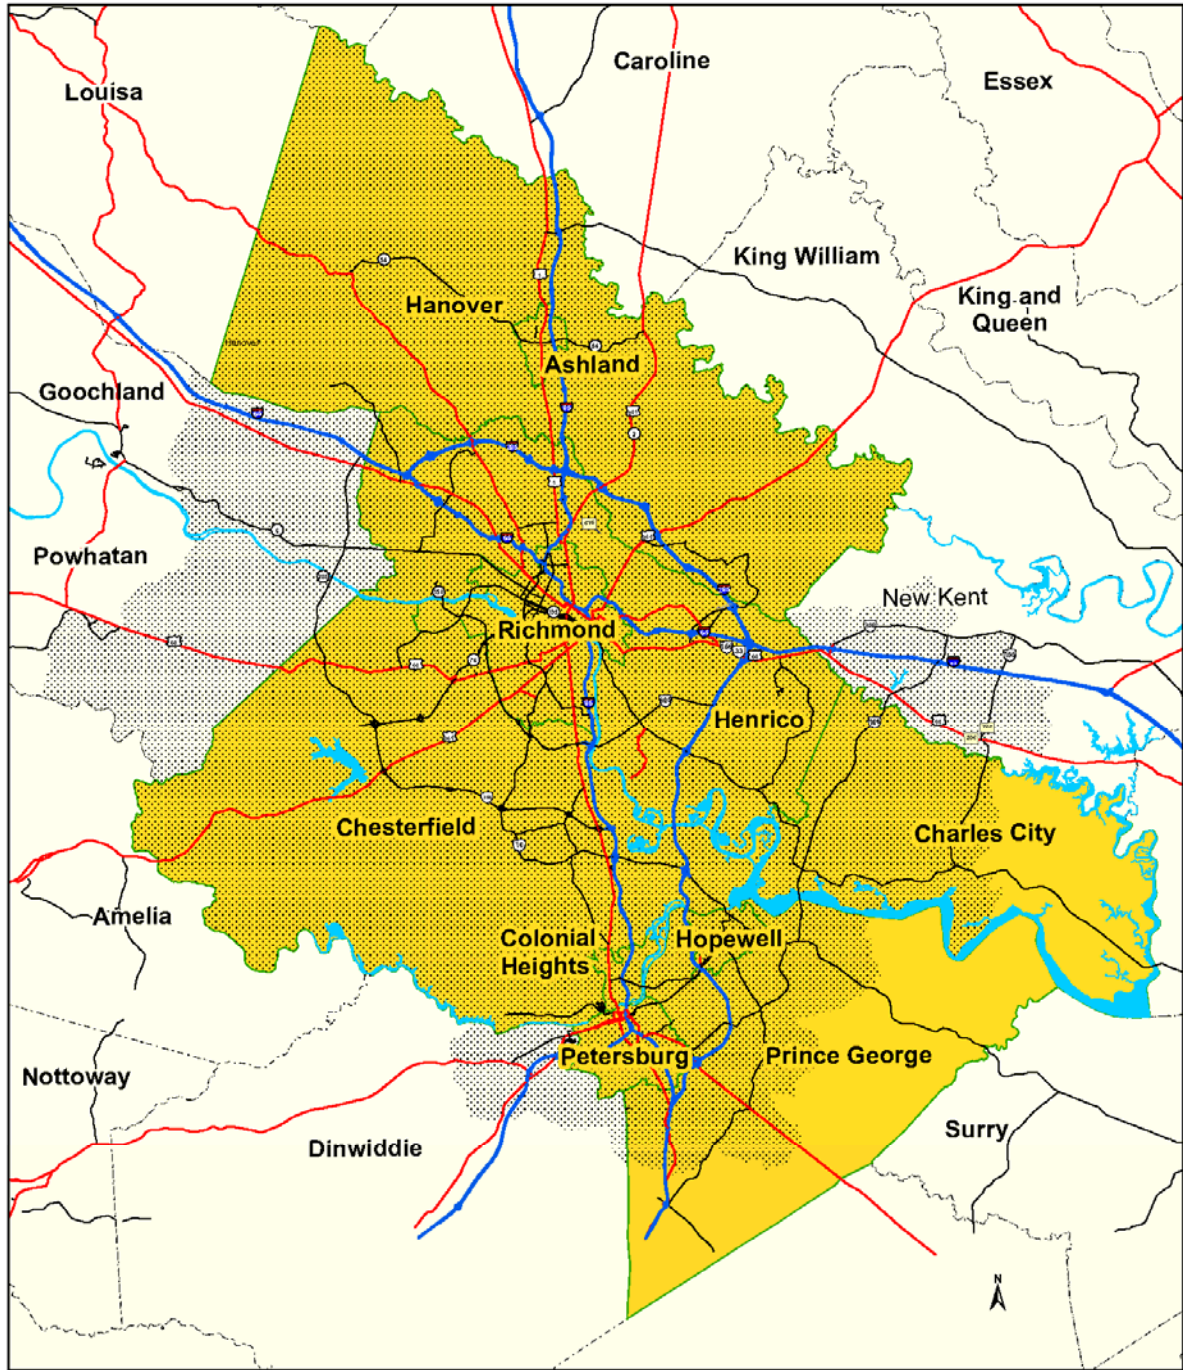 Caroline
Essex
Louisa
King William
Hanover
King and
Queen
Hanover
Ashland
Goochland
Powhatan
New Kent
Richmond
Henrico
Chesterfield
Charles City
Amelia
Colonial
Heights
Hopewell
Petersburg
Prince George
Nottoway
Surry
Dinwiddie
N